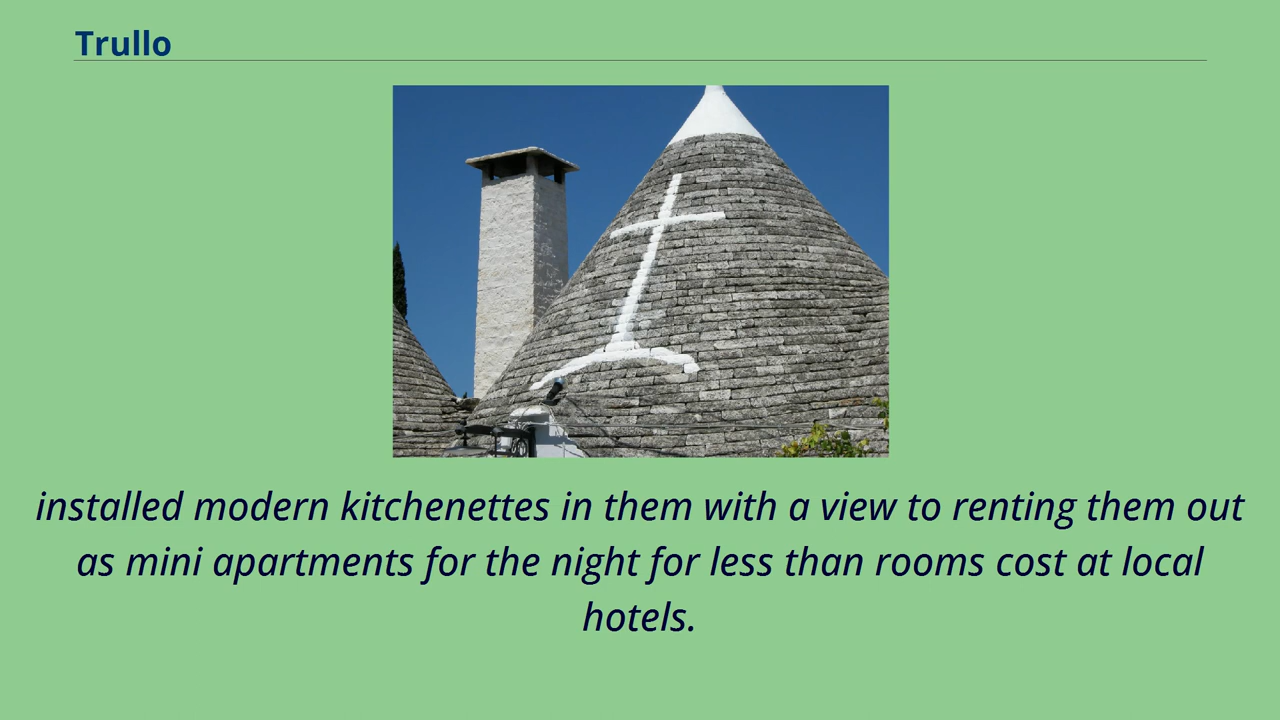 Trullo
installed modern kitchenettes in them with a view to renting them out
as mini apartments for the night for less than rooms cost at local
hotels.